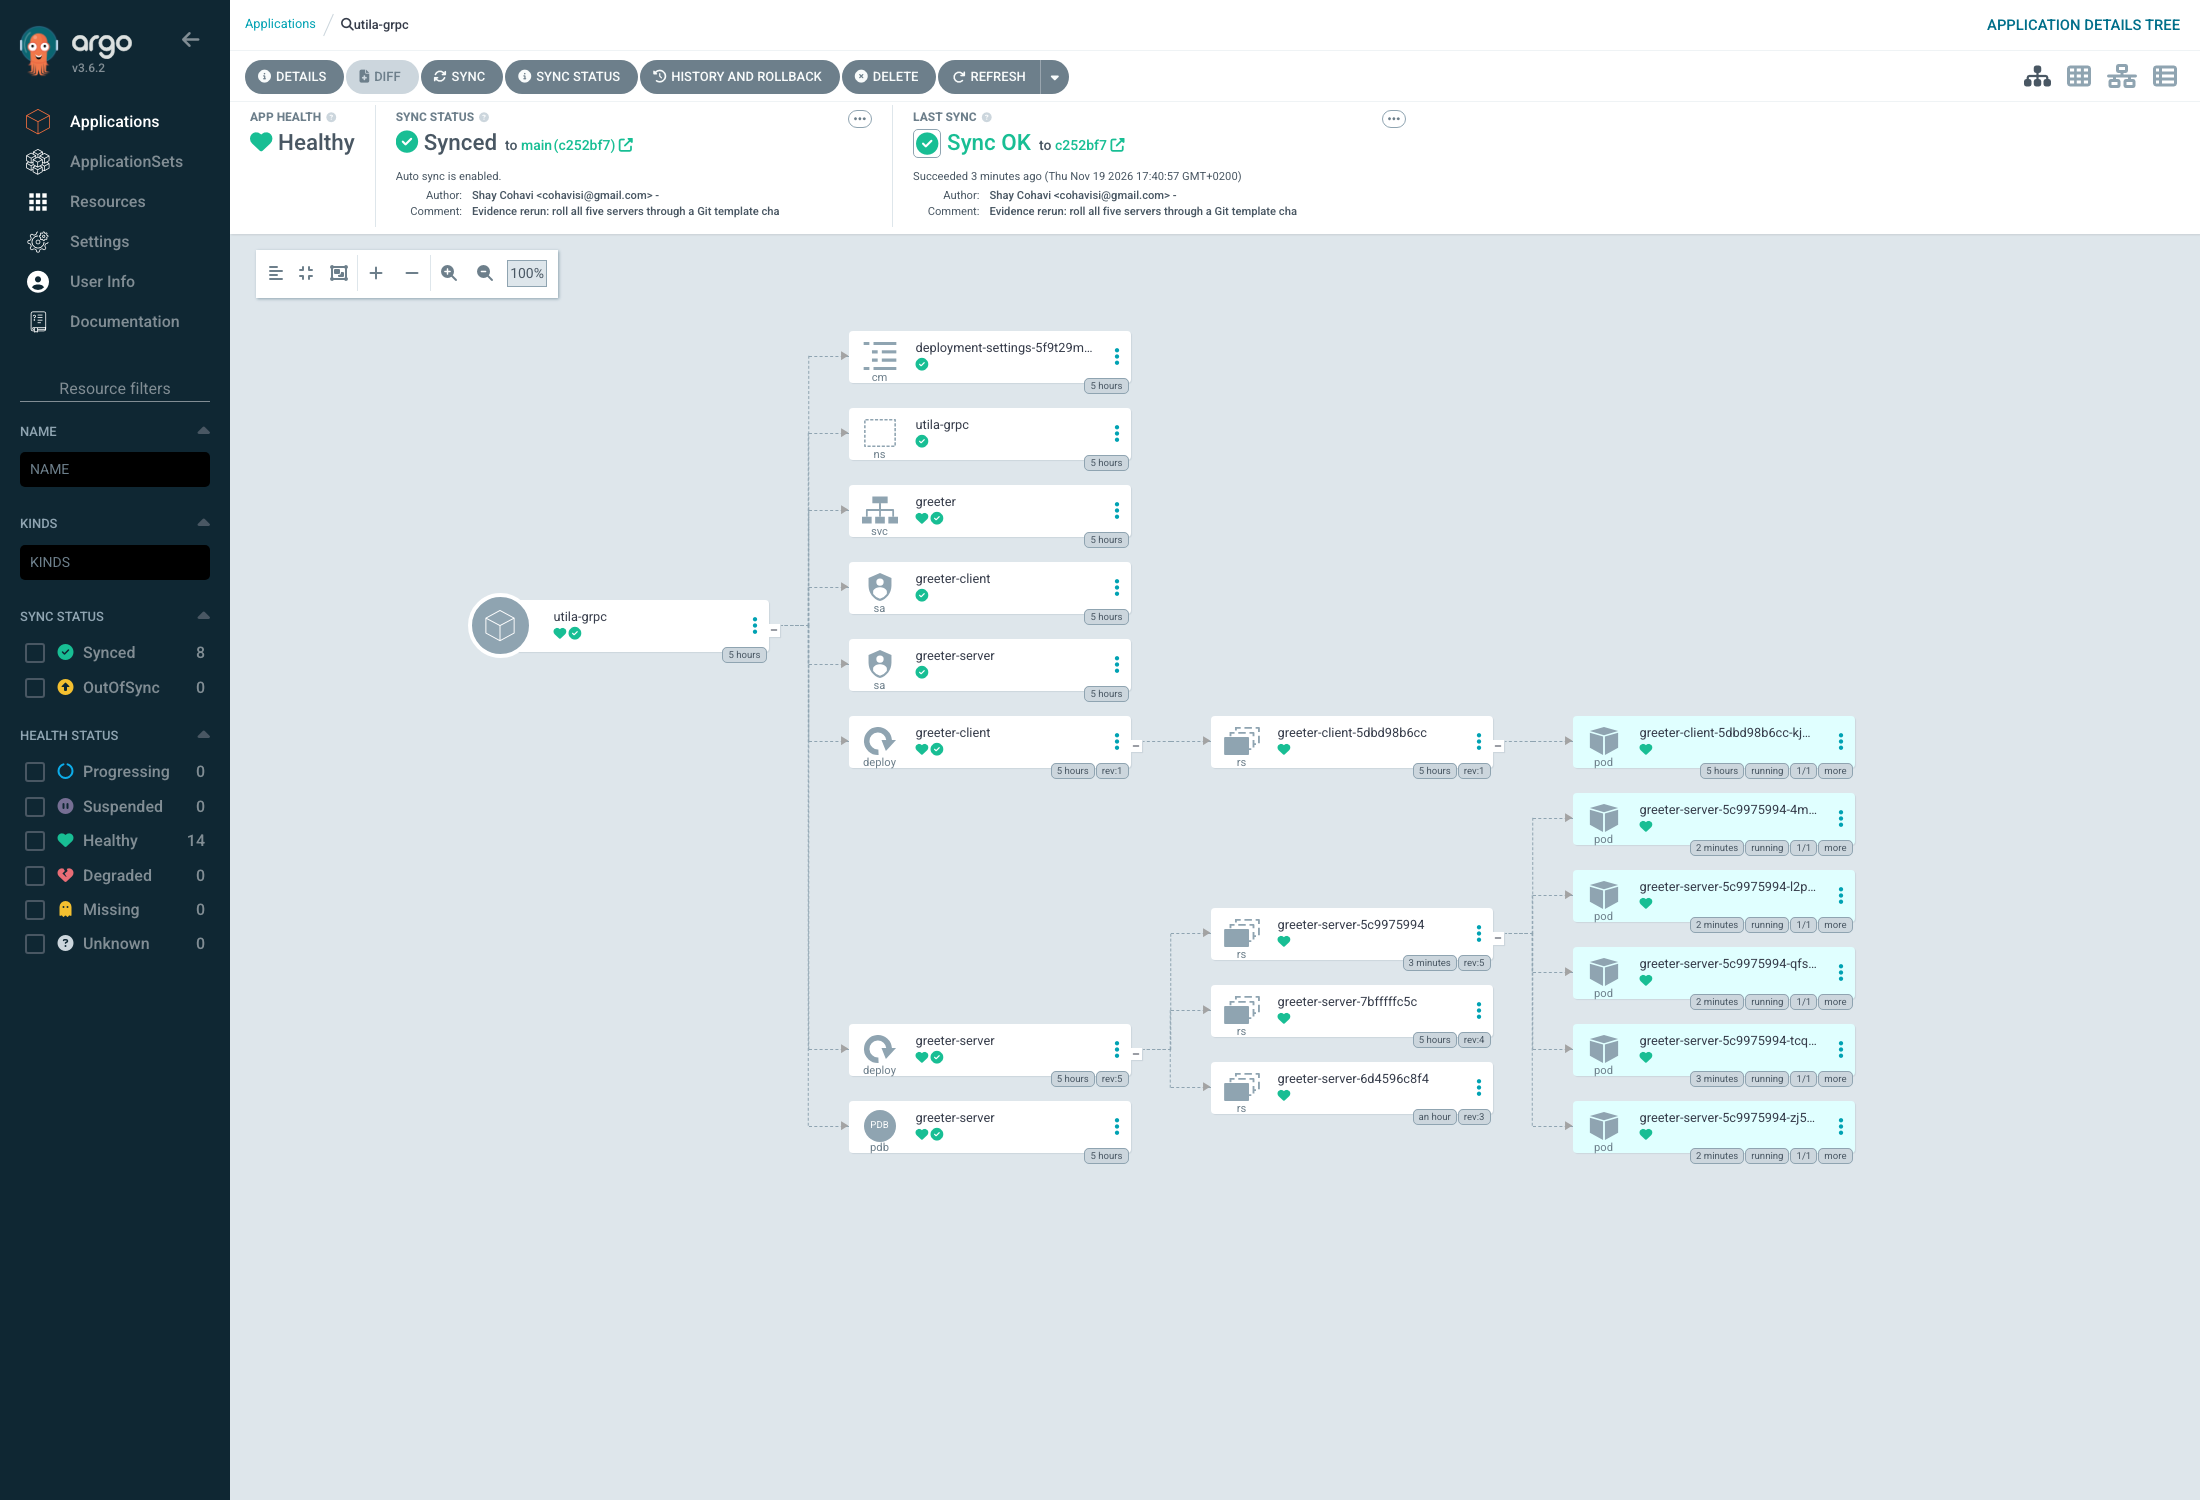 argo
v3.6.2
Applications
ApplicationSets
Resources
Settings
User Info
Documentation
Resource filters
NAME
NAME
KINDS
KINDS
SYNC STATUS
Synced 8
OutOfSync 0
HEALTH STATUS
Progressing 0
Suspended 0
Healthy 14
Degraded 0
Missing 0
Unknown 0
Applications / utila-grpc
APPLICATION DETAILS TREE
DETAILS DIFF SYNC SYNC STATUS HISTORY AND ROLLBACK DELETE REFRESH
APP HEALTH
Healthy
SYNC STATUS
Synced to main (c252bf7)
Auto sync is enabled.
Author: Shay Cohavi <cohavisi@gmail.com> -
Comment: Evidence rerun: roll all five servers through a Git template cha
LAST SYNC
Sync OK to c252bf7
Succeeded 3 minutes ago (Thu Nov 19 2026 17:40:57 GMT+0200)
Author: Shay Cohavi <cohavisi@gmail.com> -
Comment: Evidence rerun: roll all five servers through a Git template cha
100%
utila-grpc
5 hours
deployment-settings-5f9t29m...
cm
5 hours
utila-grpc
ns
5 hours
greeter
svc
5 hours
greeter-client
sa
5 hours
greeter-server
sa
5 hours
greeter-client
deploy
5 hours rev:1
greeter-client-5dbd98b6cc
rs
5 hours rev:1
greeter-client-5dbd98b6cc-kj...
pod
5 hours running 1/1 more
greeter-server-5c9975994-4m...
pod
2 minutes running 1/1 more
greeter-server-5c9975994-l2p...
pod
2 minutes running 1/1 more
greeter-server-5c9975994
rs
3 minutes rev:5
greeter-server-5c9975994-qfs...
pod
2 minutes running 1/1 more
greeter-server-7bfffffc5c
rs
5 hours rev:4
greeter-server
deploy
5 hours rev:5
greeter-server-5c9975994-tcq...
pod
3 minutes running 1/1 more
greeter-server-6d4596c8f4
rs
an hour rev:3
greeter-server
PDB
pdb
5 hours
greeter-server-5c9975994-zj5...
pod
2 minutes running 1/1 more